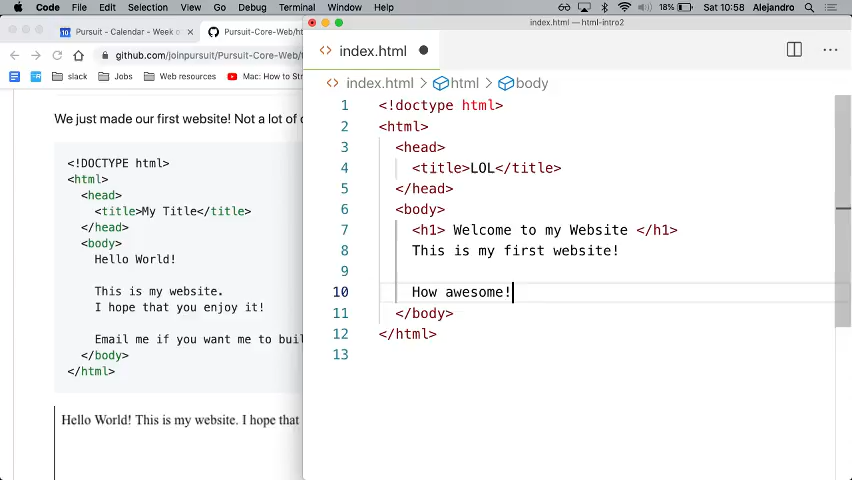 Code File Edit Selection View Go Debug Terminal Window Help 18% Sat 10:58 Alejandro
Pursuit - Calendar - Week o
Pursuit-Core-Web/ht
github.com/joinpursuit/Pursuit-Core-Web/
slack Jobs Web resources Mac: How to
We just made our first website! Not a lot of
<!DOCTYPE html>
<html>
<head>
<title>My Title</title>
</head>
<body>
Hello World!
This is my website.
I hope that you enjoy it!
Email me if you want me to
</body>
</html>
Hello World! This is my website. I hope that
index.html — html-intro2
<> index.html
<> index.html > html > body
1 <!doctype html>
2 <html>
3 <head>
4 <title>LOL</title>
5 </head>
6 <body>
7 <h1> Welcome to my Website </h1>
8 This is my first website!
9
10 How awesome!
11 </body>
12 </html>
13